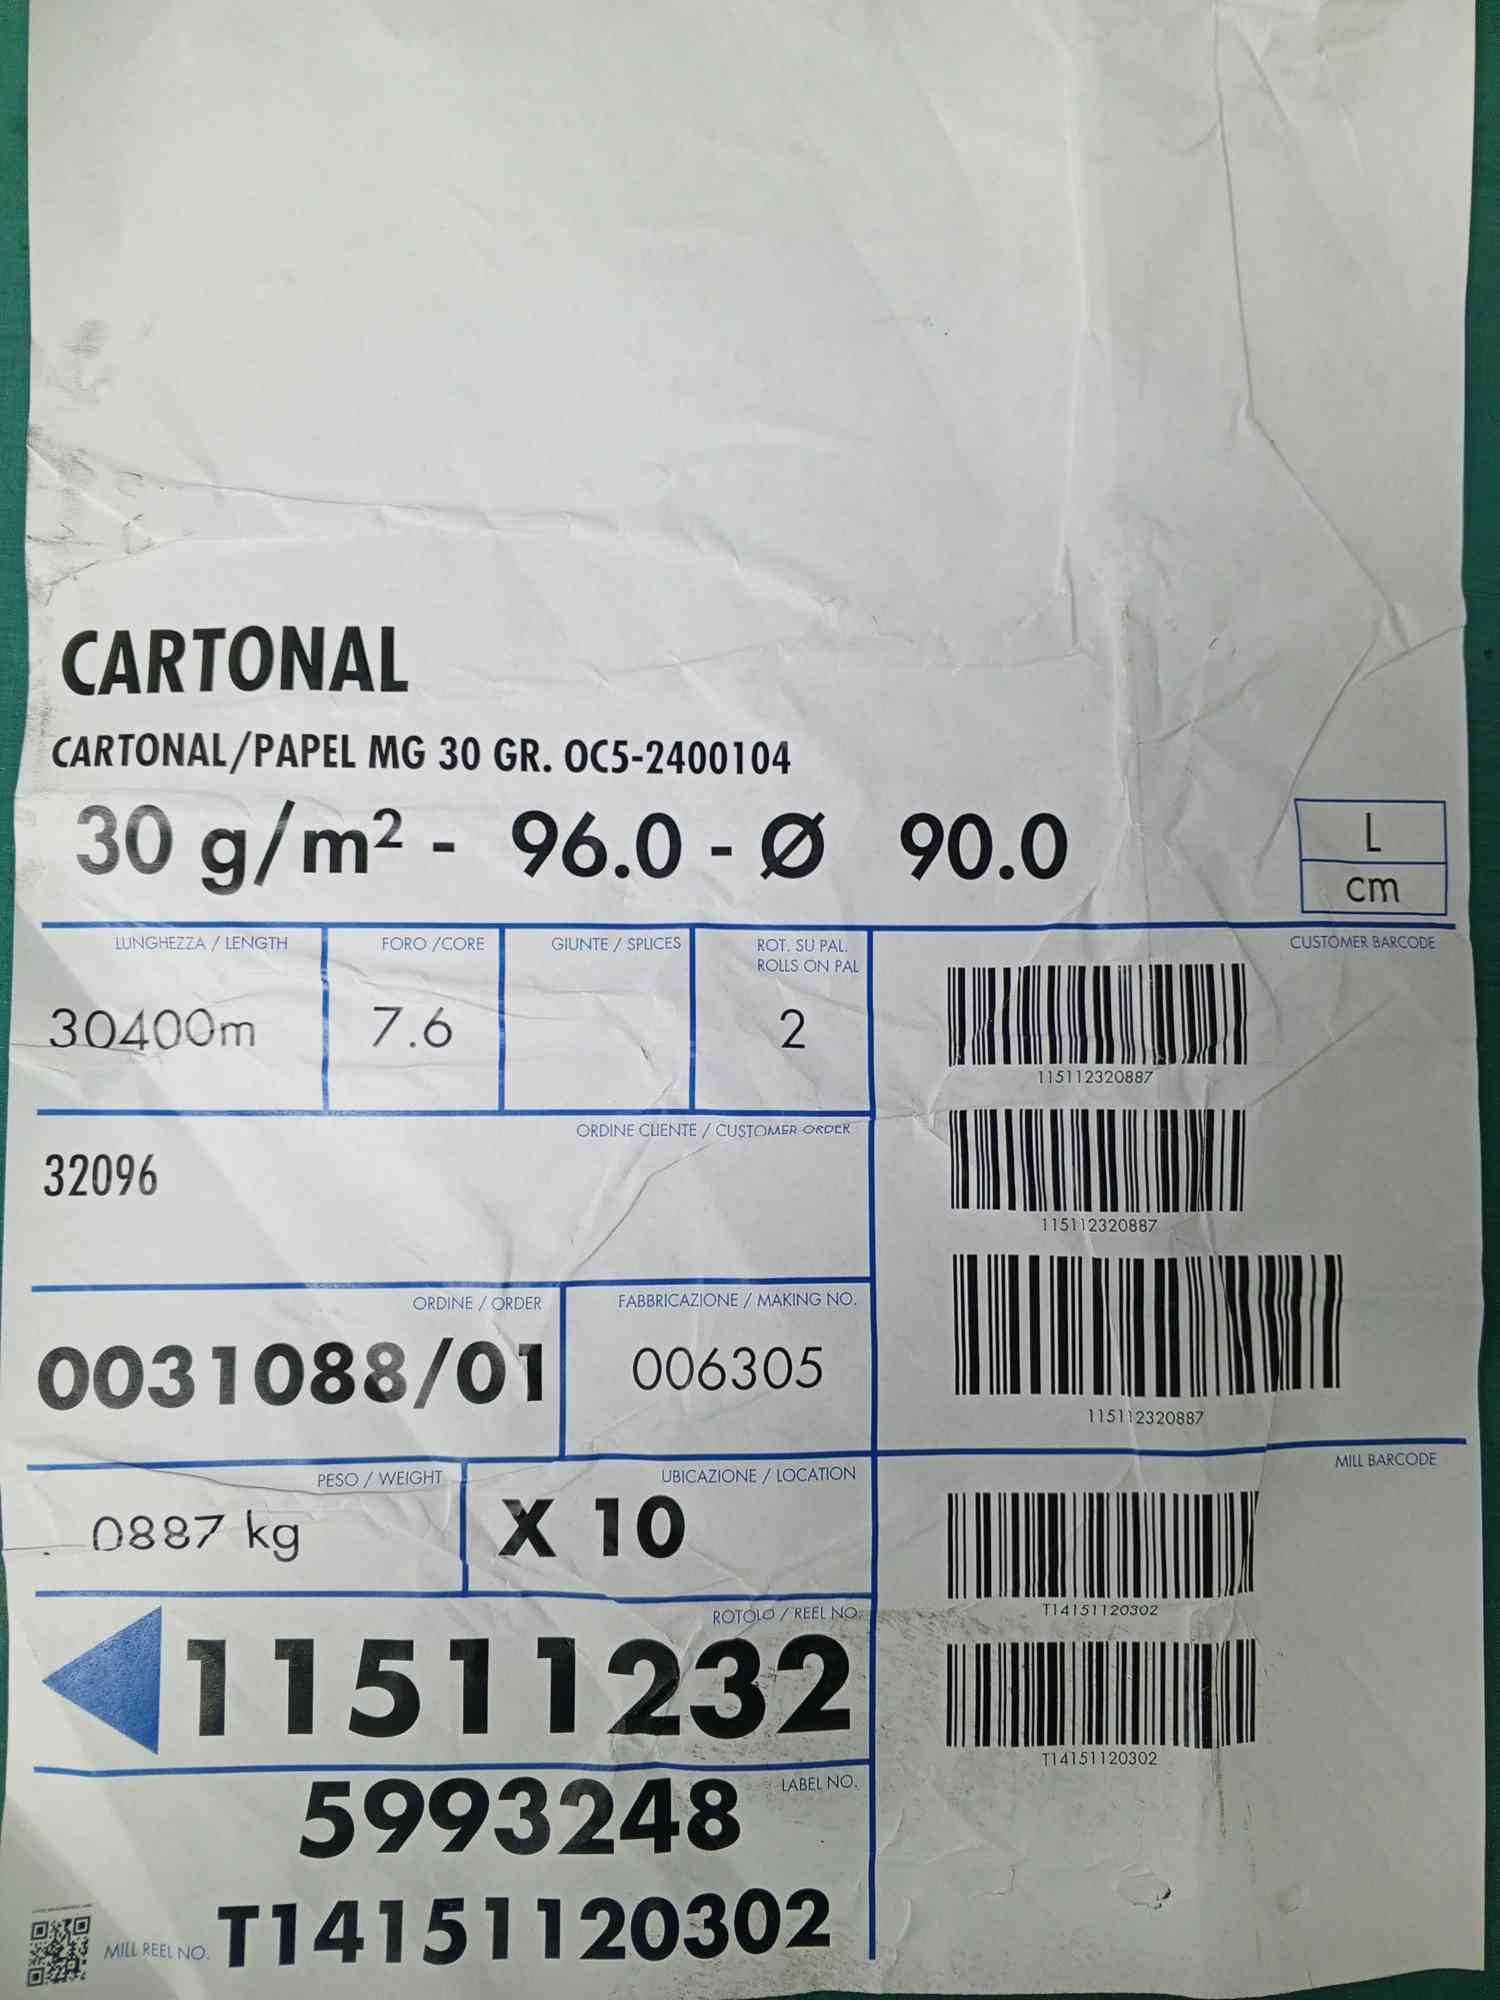 CARTONAL
CARTONAL/PAPEL MG 30 GR. OC5-2400104
30 g/m² - 96.0 - Ø 90.0
L
cm
LUNGHEZZA / LENGTH
30400m
FORO /CORE
7.6
GIUNTE / SPLICES
ROT. SU PAL.
ROLLS ON PAL
2
ORDINE CLIENTE / CUSTOMER ORDER
32096
ORDINE / ORDER
0031088/01
FABBRICAZIONE / MAKING NO.
006305
PESO / WEIGHT
0887 kg
UBICAZIONE / LOCATION
X 10
ROTOLO / REEL NO.
11511232
LABEL NO.
5993248
MILL REEL NO.
T14151120302
CUSTOMER BARCODE
115112320887
115112320887
115112320887
MILL BARCODE
T14151120302
T14151120302